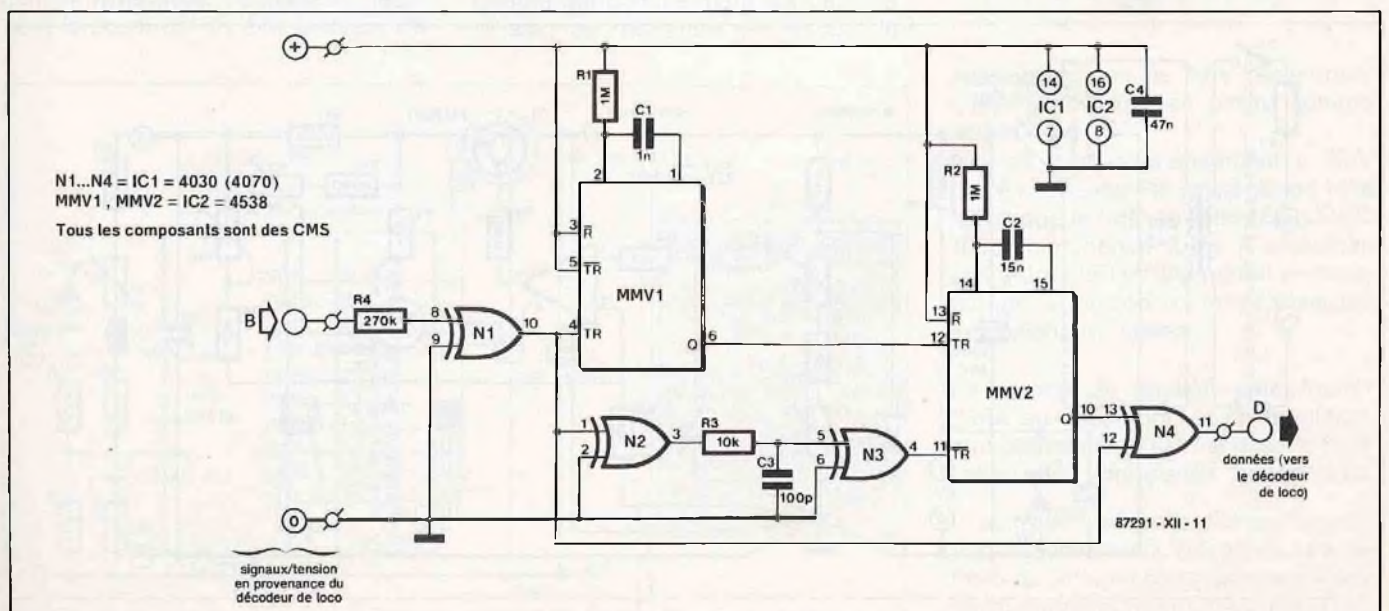 +
R1
1M
C1
1n
2
1
14
IC1
7
16
IC2
8
C4
47n
N1...N4 = IC1 = 4030 (4070)
MMV1 , MMV2 = IC2 = 4538
Tous les composants sont des CMS
3
R
5
TR
4
TR
MMV1
Q
6
R2
1M
C2
15n
14
15
13
R
12
TR
MMV2
11
TR
Q
10
B
R4
270k
8
9
N1
10
1
2
N2
3
R3
10k
C3
100p
5
6
N3
4
13
12
N4
11
D
données (vers
le décodeur
de loco)
0
87291 - XII - 11
signaux/tension
en provenance du
décodeur de loco